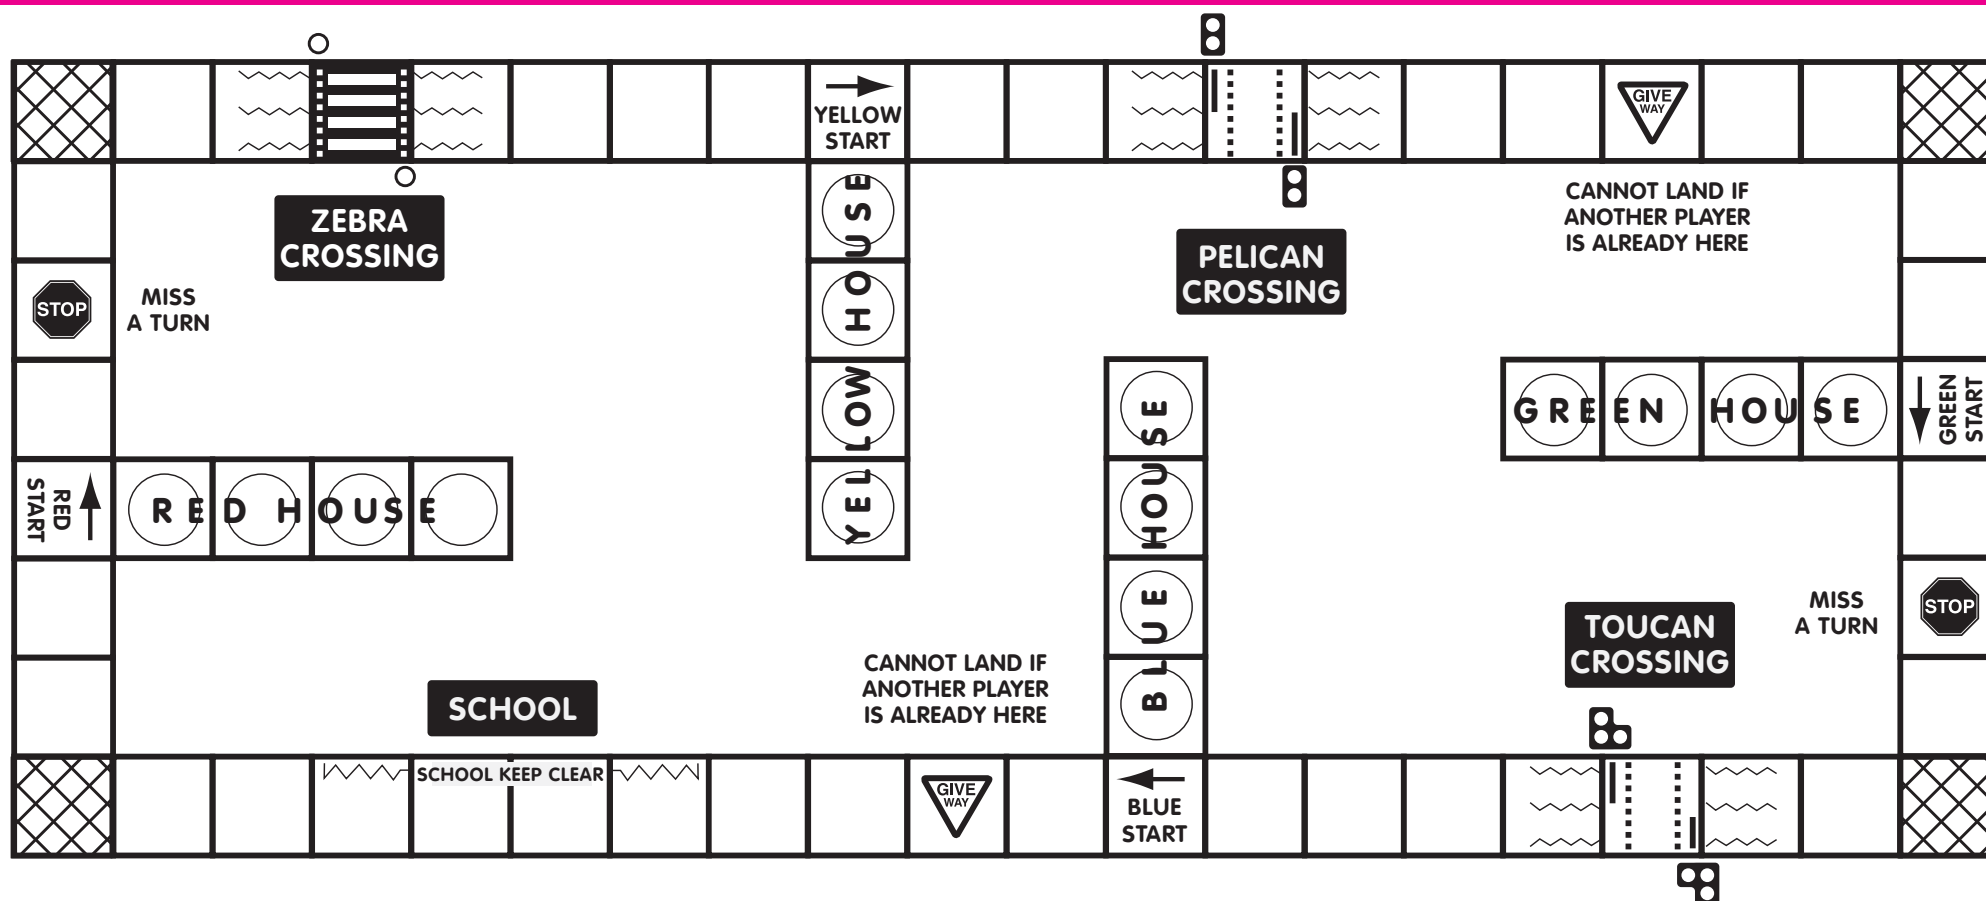 YELLOW
START
GIVE
WAY
ZEBRA
CROSSING
YELLOW HOUSE
CANNOT LAND IF
ANOTHER PLAYER
IS ALREADY HERE
PELICAN
CROSSING
STOP
MISS
A TURN
GREEN HOUSE
GREEN
START
RED
START
RED HOUSE
BLUE HOUSE
MISS
A TURN
STOP
TOUCAN
CROSSING
CANNOT LAND IF
ANOTHER PLAYER
IS ALREADY HERE
SCHOOL
SCHOOL KEEP CLEAR
GIVE
WAY
BLUE
START